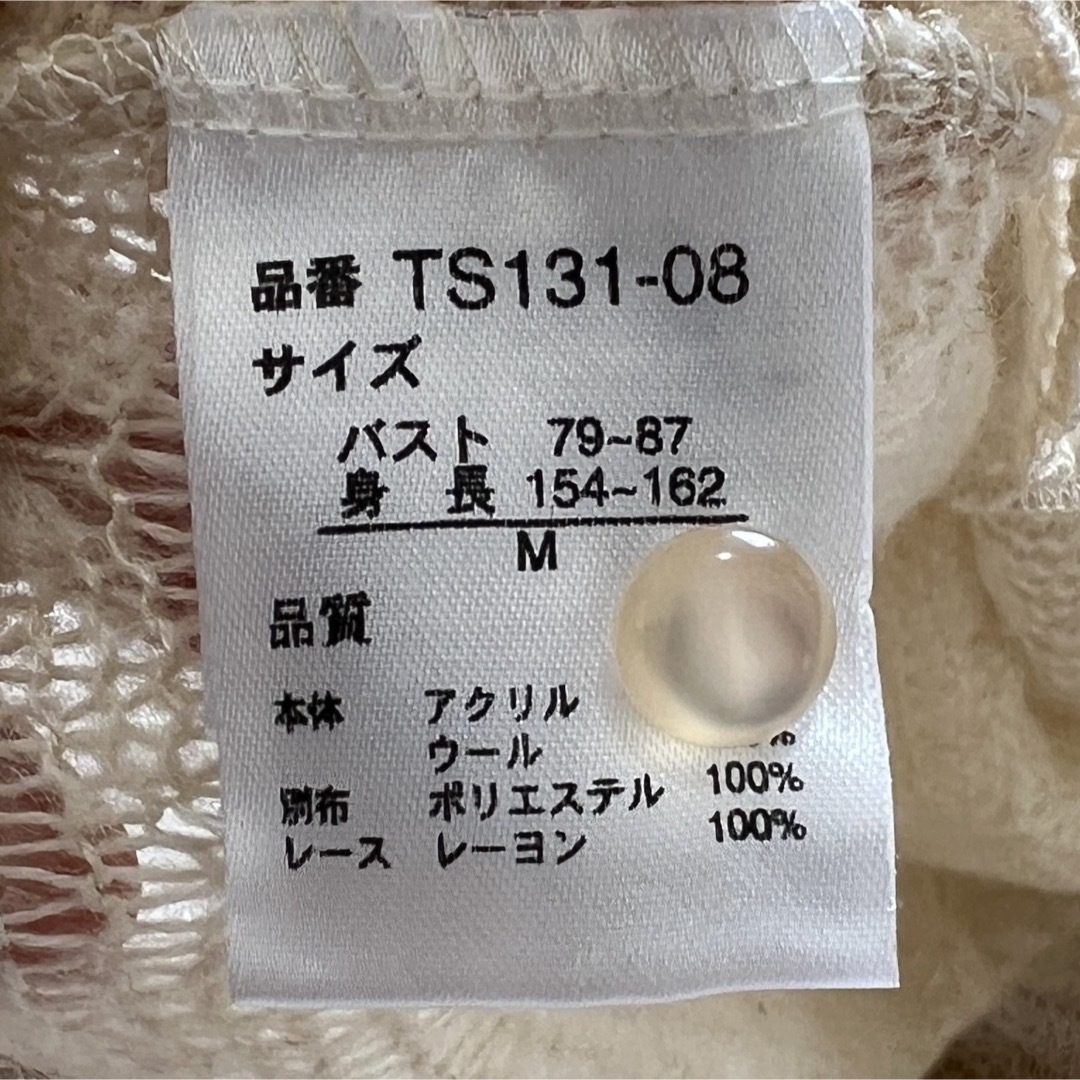 品番 TS131-08
サイズ
バスト 79~87
身 長 154~162
M
品質
本体 アクリル
ウール %
別布 ポリエステル 100%
レース レーヨン 100%